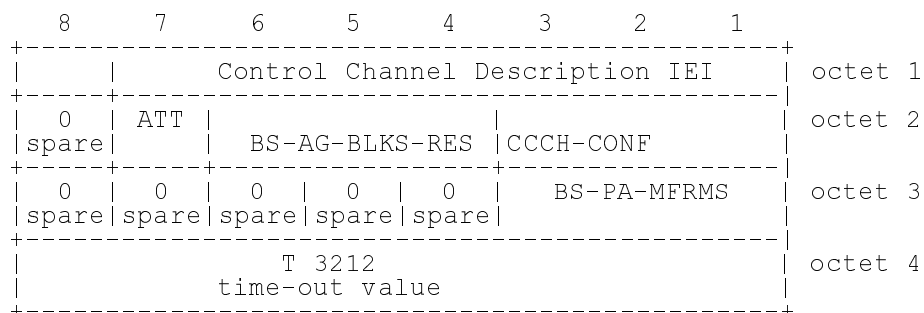 8 7 6 5 4 3 2 1
Control Channel Description IEI octet 1
0 ATT octet 2
spare BS-AG-BLKS-RES CCCH-CONF
0 0 0 0 0 BS-PA-MFRMS octet 3
spare spare spare spare spare
T 3212 octet 4
time-out value